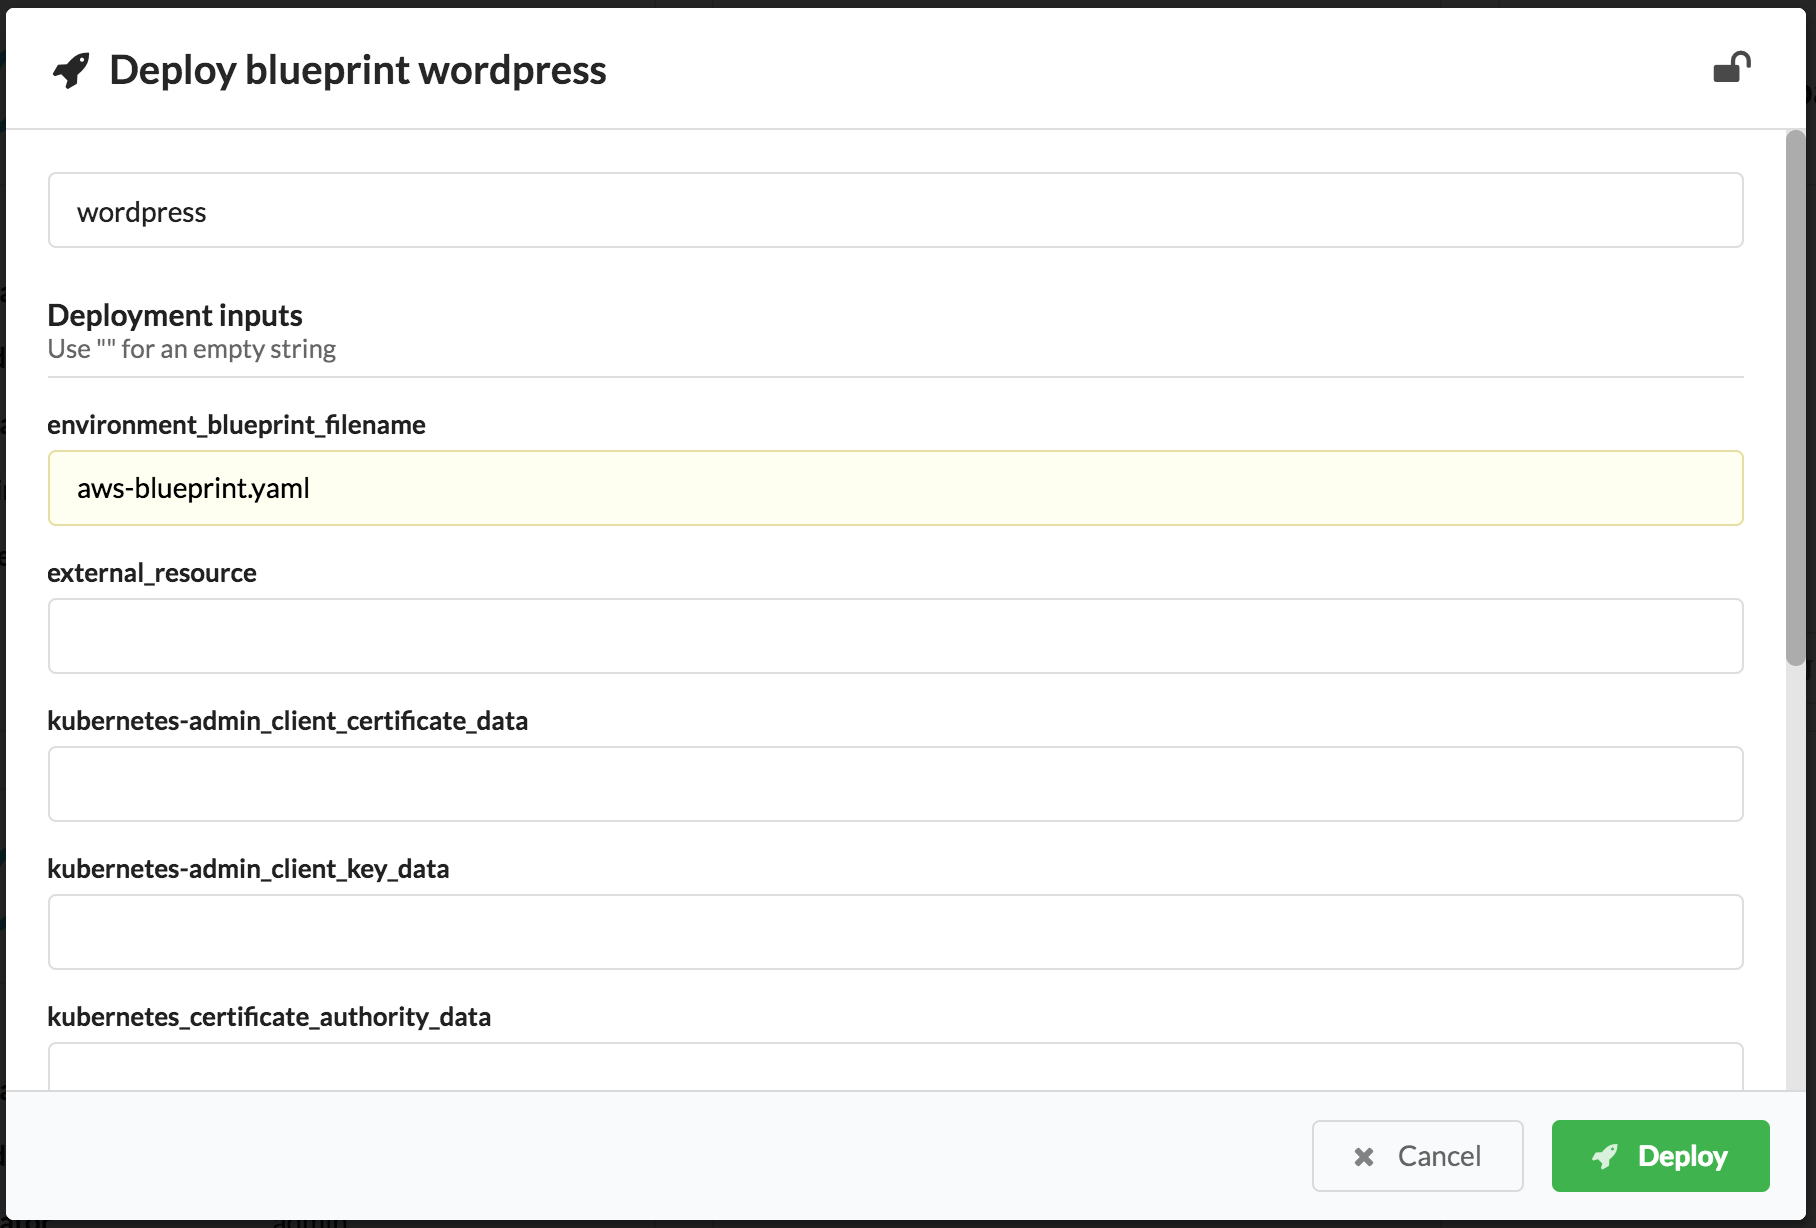 Deploy blueprint wordpress
wordpress
Deployment inputs
Use "" for an empty string
environment_blueprint_filename
aws-blueprint.yaml
external_resource
kubernetes-admin_client_certificate_data
kubernetes-admin_client_key_data
kubernetes_certificate_authority_data
Cancel
Deploy
admin